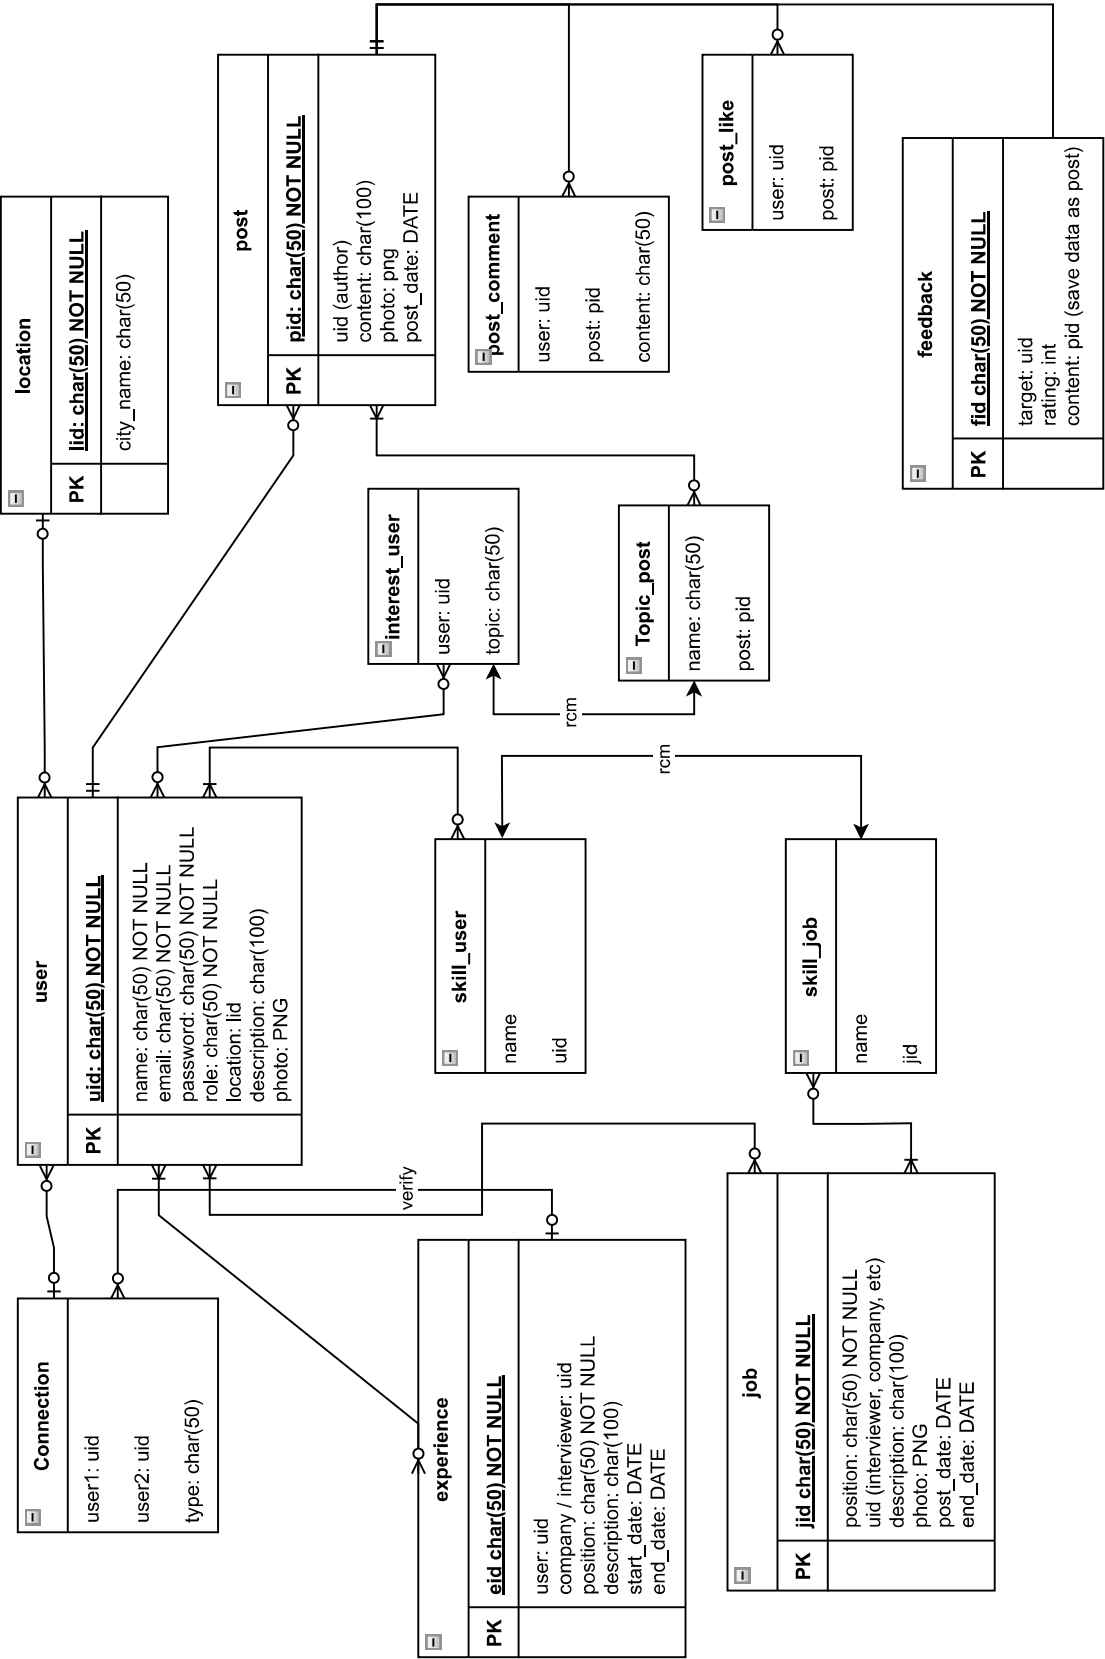 Connection
user1: uid
user2: uid
type: char(50)
user
PK
uid: char(50) NOT NULL
name: char(50) NOT NULL
email: char(50) NOT NULL
password: char(50) NOT NULL
role: char(50) NOT NULL
location: lid
description: char(100)
photo: PNG
location
PK
lid: char(50) NOT NULL
city_name: char(50)
post
PK
pid: char(50) NOT NULL
uid (author)
content: char(100)
photo: png
post_date: DATE
interest_user
user: uid
topic: char(50)
rcm
Topic_post
name: char(50)
post: pid
post_comment
user: uid
post: pid
content: char(50)
post_like
user: uid
post: pid
feedback
PK
fid char(50) NOT NULL
target: uid
rating: int
content: pid (save data as post)
verify
experience
PK
eid char(50) NOT NULL
user: uid
company / interviewer: uid
position: char(50) NOT NULL
description: char(100)
start_date: DATE
end_date: DATE
skill_user
name
uid
rcm
skill_job
name
jid
job
PK
jid char(50) NOT NULL
position: char(50) NOT NULL
uid (interviewer, company, etc)
description: char(100)
photo: PNG
post_date: DATE
end_date: DATE